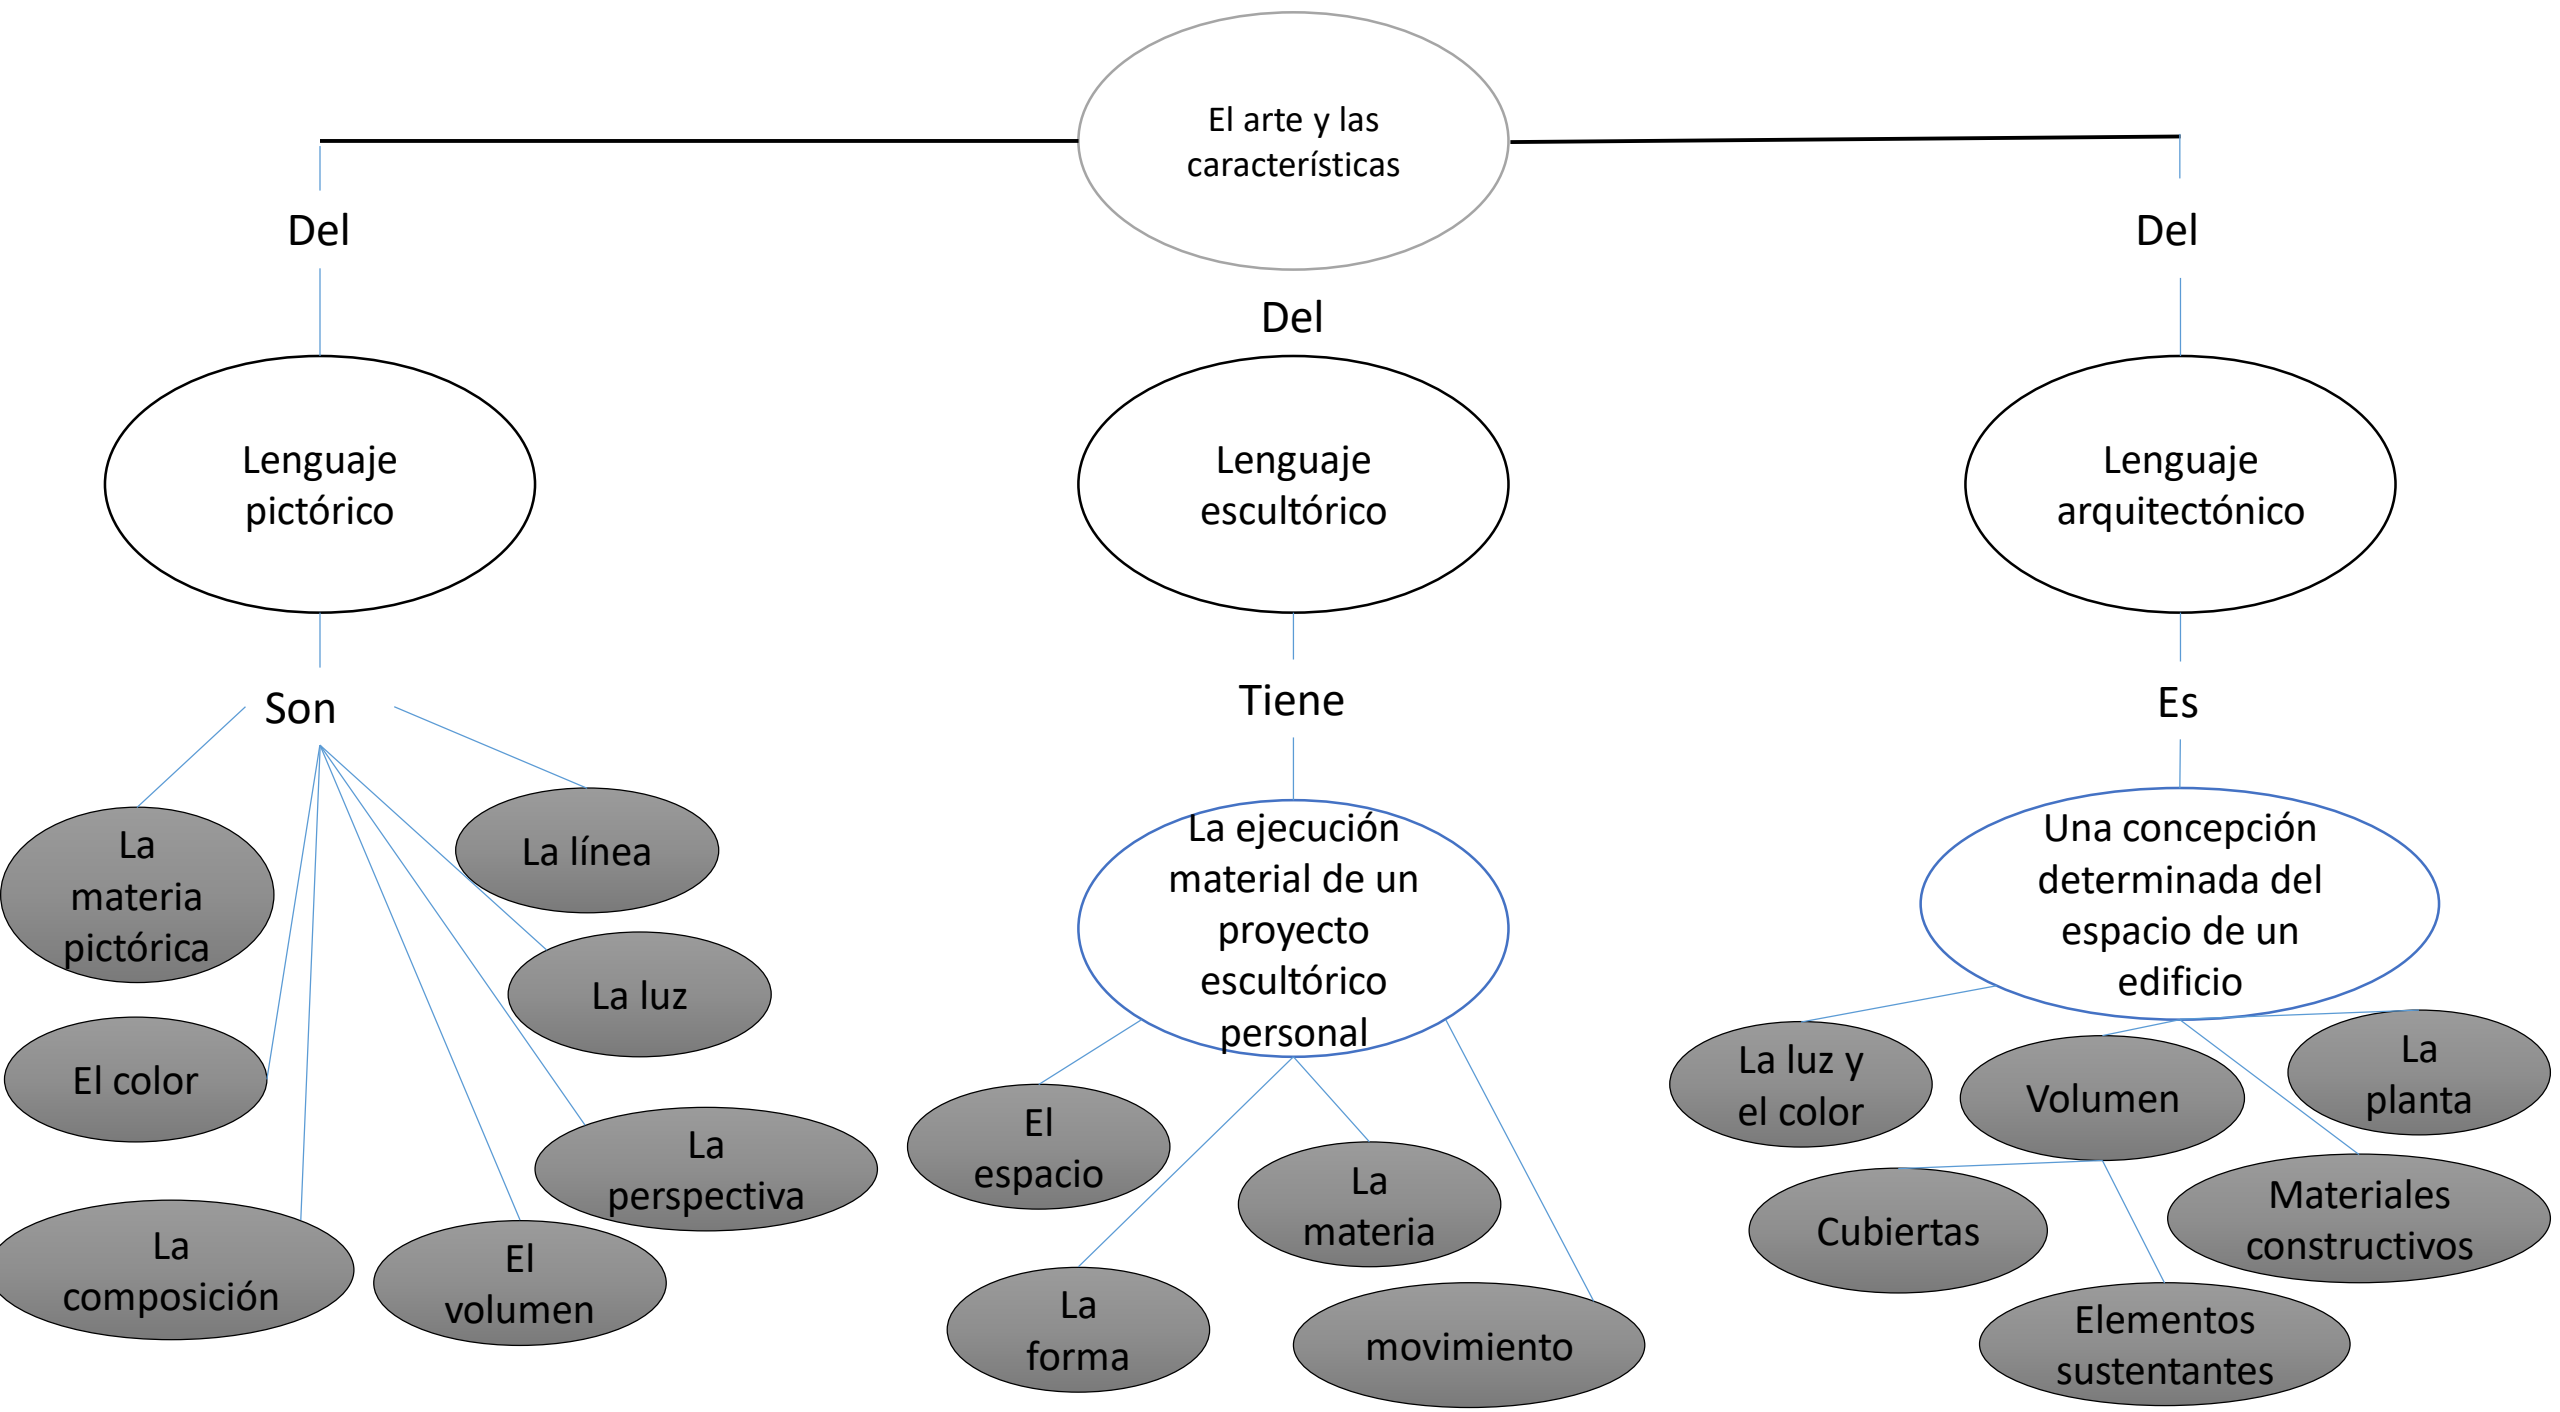 El arte y las
características
Del
Del
Del
Lenguaje
pictórico
Lenguaje
escultórico
Lenguaje
arquitectónico
Son
Tiene
Es
La
materia
pictórica
La línea
La luz
El color
La
perspectiva
La
composición
El
volumen
La ejecución
material de un
proyecto
escultórico
personal
El
espacio
La
materia
La
forma
movimiento
Una concepción
determinada del
espacio de un
edificio
La luz y
el color
Volumen
La
planta
Cubiertas
Materiales
constructivos
Elementos
sustentantes